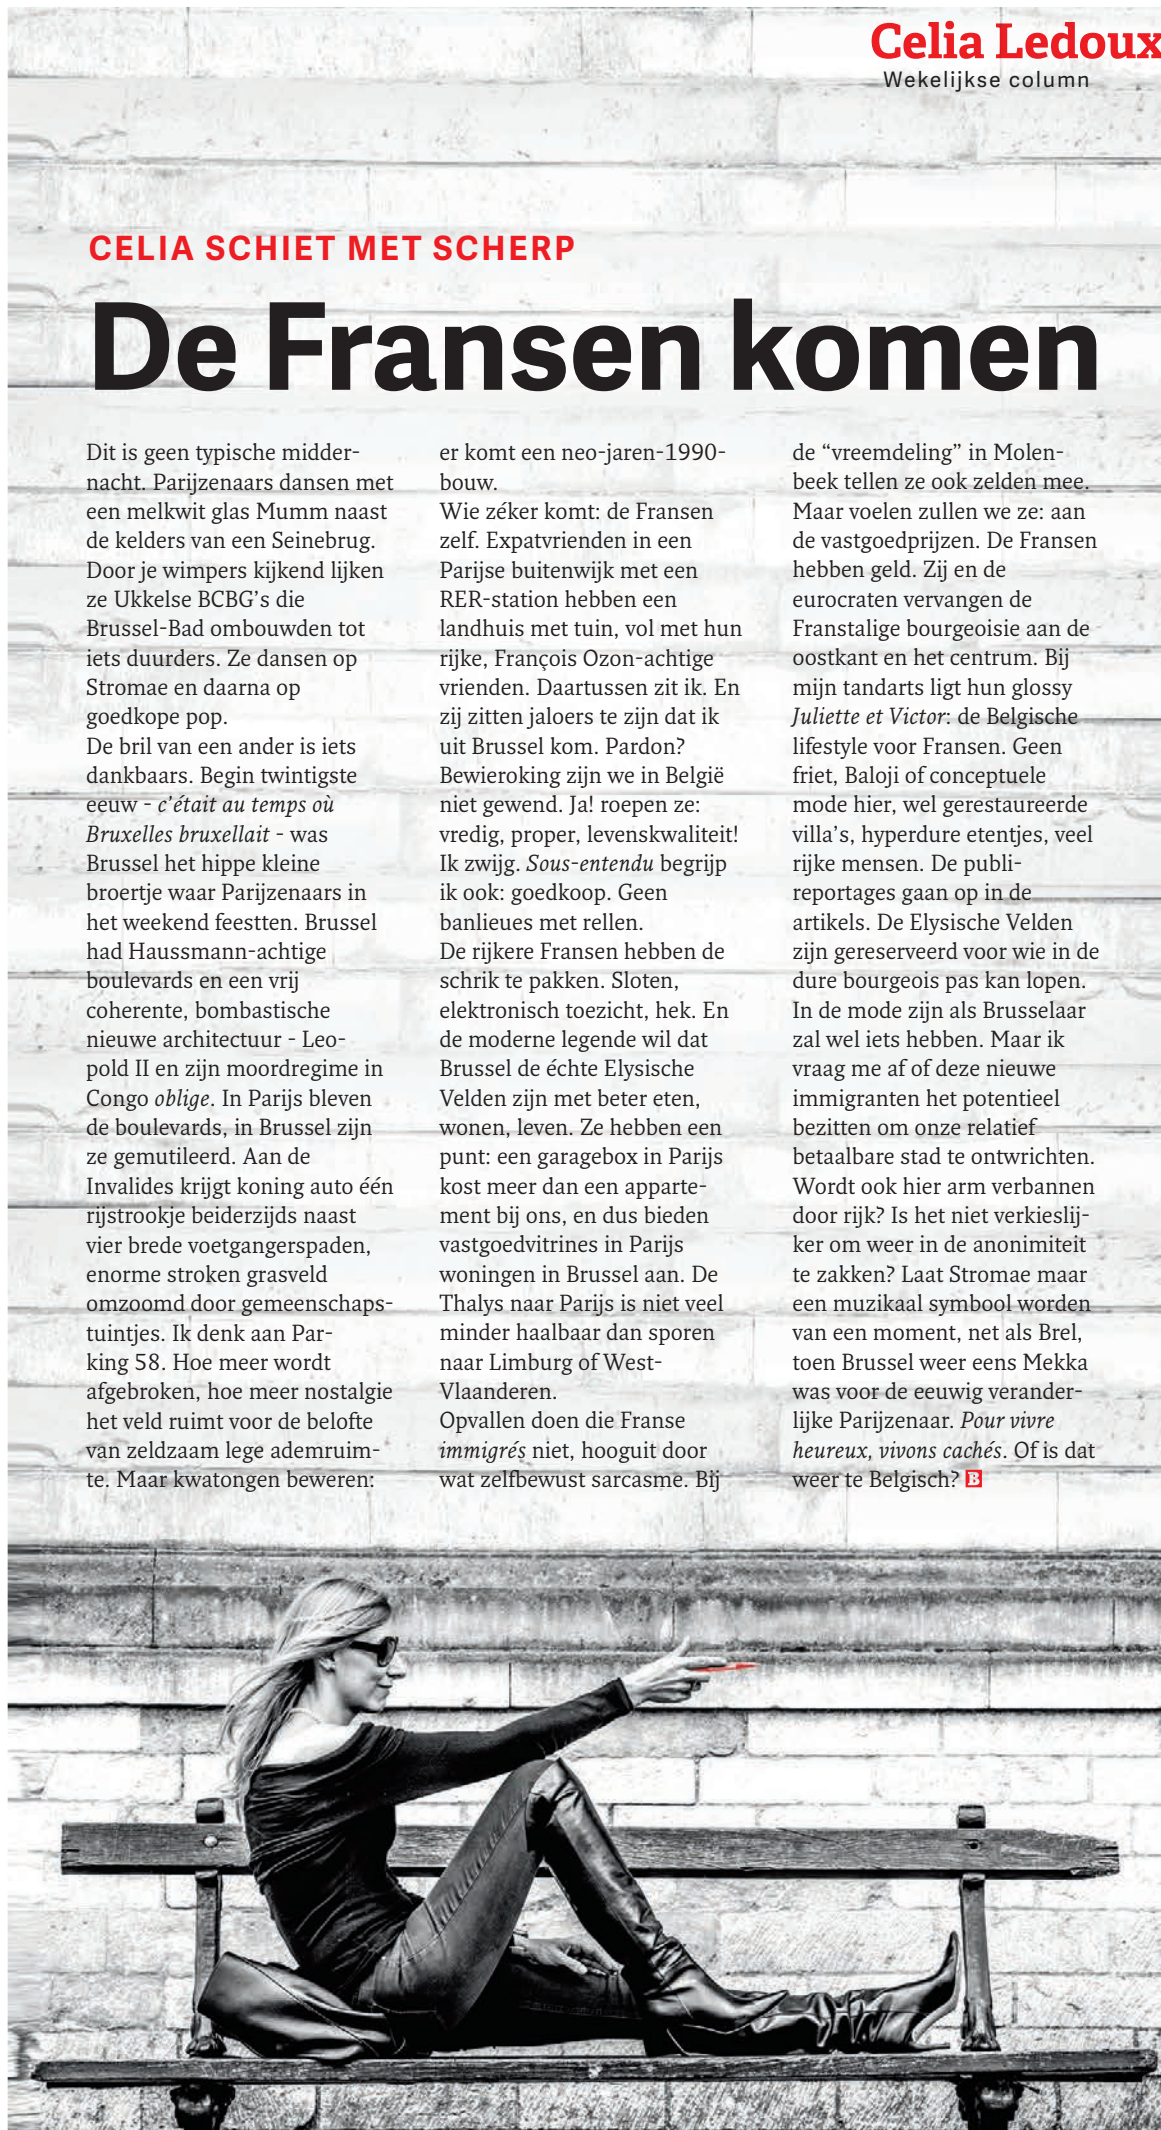 Celia Ledoux
Wekelijkse column
CELIA SCHIET MET SCHERP
De Fransen komen
Dit is geen typische midder-
nacht. Parijzenaars dansen met
een melkwit glas Mumm naast
de kelders van een Seinebrug.
Door je wimpers kijkend lijken
ze Ukkelse BCBG’s die
Brussel-Bad ombouwden tot
iets duurders. Ze dansen op
Stromae en daarna op
goedkope pop.
De bril van een ander is iets
dankbaars. Begin twintigste
eeuw - c’était au temps où
Bruxelles bruxellait - was
Brussel het hippe kleine
broertje waar Parijzenaars in
het weekend feestten. Brussel
had Haussmann-achtige
boulevards en een vrij
coherente, bombastische
nieuwe architectuur - Leo-
pold II en zijn moordregime in
Congo oblige. In Parijs bleven
de boulevards, in Brussel zijn
ze gemutileerd. Aan de
Invalides krijgt koning auto één
rijstrookje beiderzijds naast
vier brede voetgangerspaden,
enorme stroken grasveld
omzoomd door gemeenschaps-
tuintjes. Ik denk aan Par-
king 58. Hoe meer wordt
afgebroken, hoe meer nostalgie
het veld ruimt voor de belofte
van zeldzaam lege ademruim-
te. Maar kwatongen beweren:
er komt een neo-jaren-1990-
bouw.
Wie zéker komt: de Fransen
zelf. Expatvrienden in een
Parijse buitenwijk met een
RER-station hebben een
landhuis met tuin, vol met hun
rijke, François Ozon-achtige
vrienden. Daartussen zit ik. En
zij zitten jaloers te zijn dat ik
uit Brussel kom. Pardon?
Bewieroking zijn we in België
niet gewend. Ja! roepen ze:
vredig, proper, levenskwaliteit!
Ik zwijg. Sous-entendu begrijp
ik ook: goedkoop. Geen
banlieues met rellen.
De rijkere Fransen hebben de
schrik te pakken. Sloten,
elektronisch toezicht, hek. En
de moderne legende wil dat
Brussel de échte Elysische
Velden zijn met beter eten,
wonen, leven. Ze hebben een
punt: een garagebox in Parijs
kost meer dan een apparte-
ment bij ons, en dus bieden
vastgoedvitrines in Parijs
woningen in Brussel aan. De
Thalys naar Parijs is niet veel
minder haalbaar dan sporen
naar Limburg of West-
Vlaanderen.
Opvallen doen die Franse
immigrés niet, hooguit door
wat zelfbewust sarcasme. Bij
de “vreemdeling” in Molen-
beek tellen ze ook zelden mee.
Maar voelen zullen we ze: aan
de vastgoedprijzen. De Fransen
hebben geld. Zij en de
eurocraten vervangen de
Franstalige bourgeoisie aan de
oostkant en het centrum. Bij
mijn tandarts ligt hun glossy
Juliette et Victor: de Belgische
lifestyle voor Fransen. Geen
friet, Baloji of conceptuele
mode hier, wel gerestaureerde
villa’s, hyperdure etentjes, veel
rijke mensen. De publi-
reportages gaan op in de
artikels. De Elysische Velden
zijn gereserveerd voor wie in de
dure bourgeois pas kan lopen.
In de mode zijn als Brusselaar
zal wel iets hebben. Maar ik
vraag me af of deze nieuwe
immigranten het potentieel
bezitten om onze relatief
betaalbare stad te ontwrichten.
Wordt ook hier arm verbannen
door rijk? Is het niet verkieslij-
ker om weer in de anonimiteit
te zakken? Laat Stromae maar
een muzikaal symbool worden
van een moment, net als Brel,
toen Brussel weer eens Mekka
was voor de eeuwig verander-
lijke Parijzenaar. Pour vivre
heureux, vivons cachés. Of is dat
weer te Belgisch? B